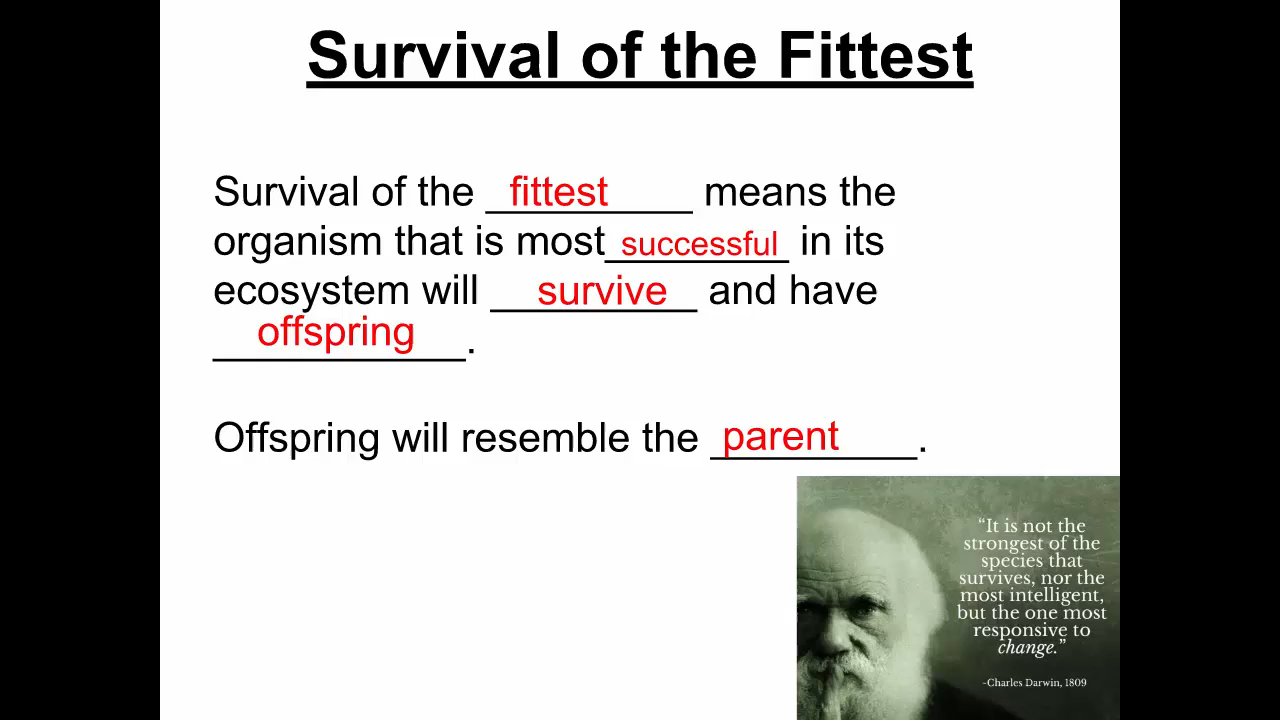 Survival of the Fittest
Survival of the fittest means the
organism that is most successful in its
ecosystem will survive and have
offspring.
Offspring will resemble the parent.
“It is not the
strongest of the
species that
survives, nor the
most intelligent,
but the one most
responsive to
change.”
~Charles Darwin, 1809